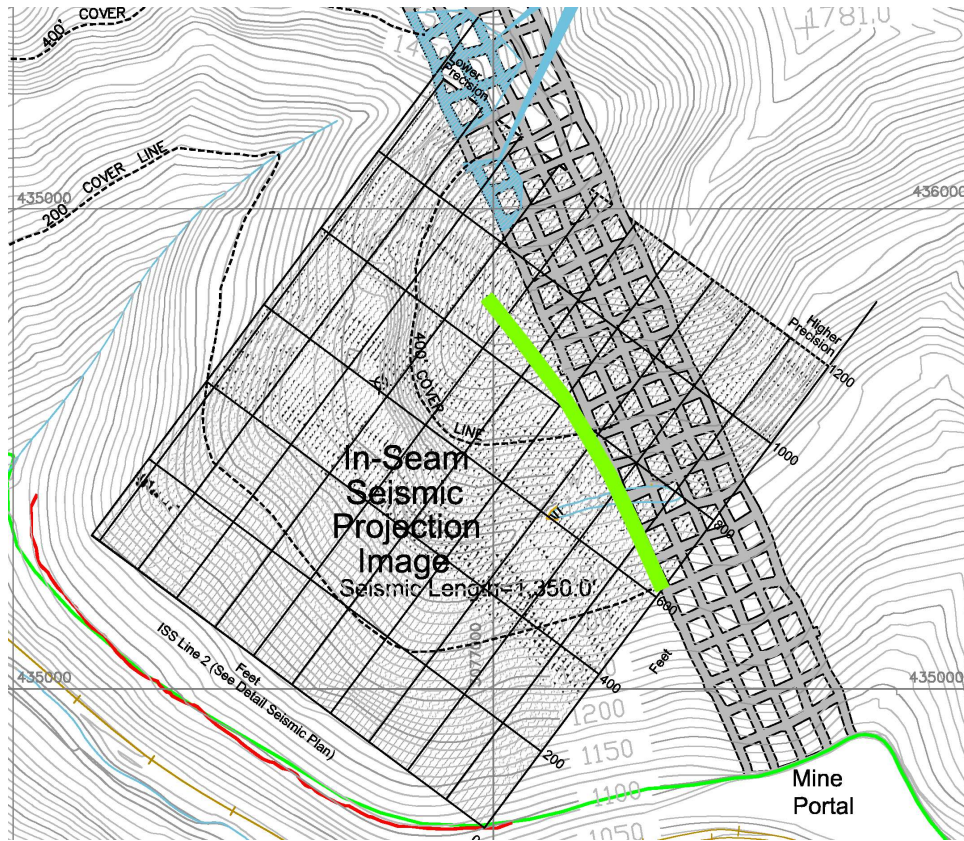 COVER
400'
1781.0
Lower
Precision
COVER LINE
200'
435000
436000
100'
COVER
LINE
Higher
Precision
1200
1000
800
600
400
200
0
In-Seam
Seismic
Projection
Image
Seismic Length=1,350.0'
Feet
Feet
ISS Line 2 (See Detail Seismic Plan)
435000
435000
1200
1150
1100
1050
Mine
Portal